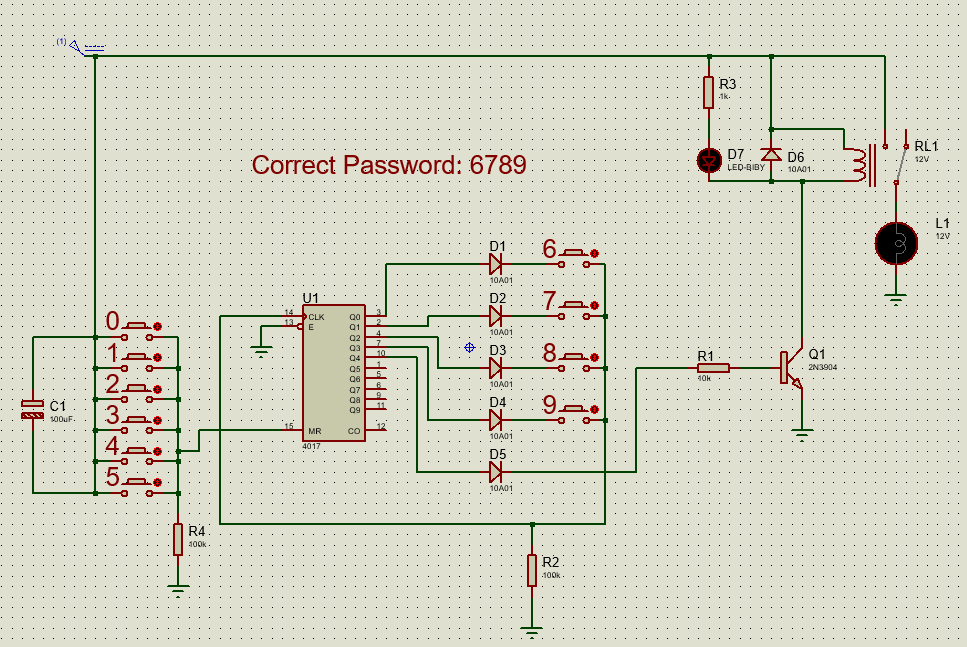 (1)
R3
1k
D7
LED-BIBY
D6
10A01
RL1
12V
L1
12V
Correct Password: 6789
D1
10A01
6
D2
10A01
7
D3
10A01
8
D4
10A01
9
D5
10A01
U1
14
CLK
13
E
15
MR
Q0
3
Q1
2
Q2
4
Q3
7
Q4
10
Q5
1
Q6
5
Q7
6
Q8
9
Q9
11
CO
12
4017
0
1
2
3
4
5
C1
100uF
R4
100k
R2
100k
R1
10k
Q1
2N3904